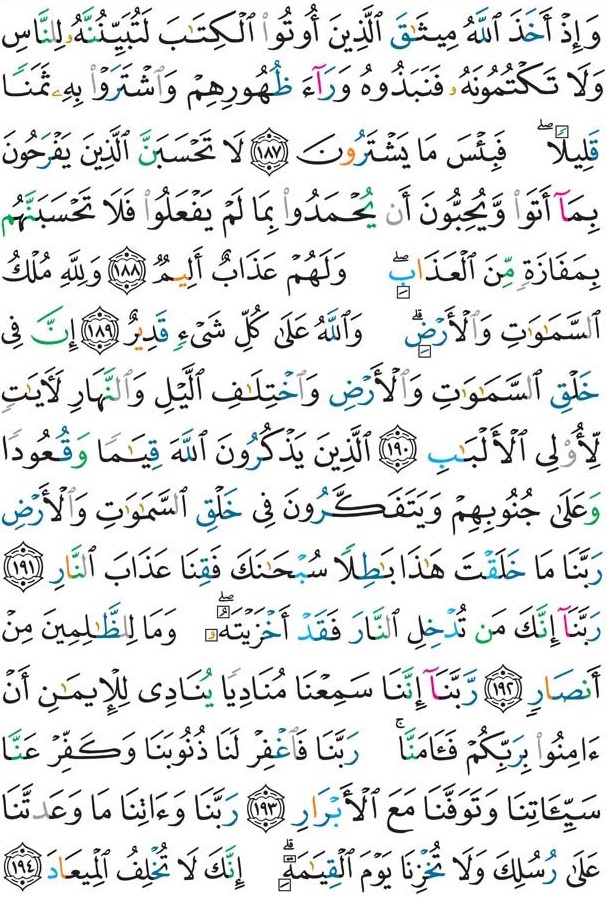 وَإِذْ أَخَذَ ٱللَّهُ مِيثَـٰقَ ٱلَّذِينَ أُوتُوا۟ ٱلْكِتَـٰبَ لَتُبَيِّنُنَّهُۥ لِلنَّاسِ
وَلَا تَكْتُمُونَهُۥ فَنَبَذُوهُ وَرَآءَ ظُهُورِهِمْ وَٱشْتَرَوْا۟ بِهِۦ ثَمَنًا
قَلِيلًا ۖ فَبِئْسَ مَا يَشْتَرُونَ ١٨٧ لَا تَحْسَبَنَّ ٱلَّذِينَ يَفْرَحُونَ
بِمَآ أَتَوا۟ وَّيُحِبُّونَ أَن يُحْمَدُوا۟ بِمَا لَمْ يَفْعَلُوا۟ فَلَا تَحْسَبَنَّهُم
بِمَفَازَةٍ مِّنَ ٱلْعَذَابِ ۖ وَلَهُمْ عَذَابٌ أَلِيمٌ ١٨٨ وَلِلَّهِ مُلْكُ
ٱلسَّمَـٰوَٰتِ وَٱلْأَرْضِ ۗ وَٱللَّهُ عَلَىٰ كُلِّ شَىْءٍ قَدِيرٌ ١٨٩ إِنَّ فِى
خَلْقِ ٱلسَّمَـٰوَٰتِ وَٱلْأَرْضِ وَٱخْتِلَـٰفِ ٱلَّيْلِ وَٱلنَّهَارِ لَـَٔايَـٰتٍ
لِّأُو۟لِى ٱلْأَلْبَـٰبِ ١٩٠ ٱلَّذِينَ يَذْكُرُونَ ٱللَّهَ قِيَـٰمًا وَقُعُودًا
وَعَلَىٰ جُنُوبِهِمْ وَيَتَفَكَّرُونَ فِى خَلْقِ ٱلسَّمَـٰوَٰتِ وَٱلْأَرْضِ
رَبَّنَا مَا خَلَقْتَ هَـٰذَا بَـٰطِلًا سُبْحَـٰنَكَ فَقِنَا عَذَابَ ٱلنَّارِ ١٩١
رَبَّنَآ إِنَّكَ مَن تُدْخِلِ ٱلنَّارَ فَقَدْ أَخْزَيْتَهُۥ ۖ وَمَا لِلظَّـٰلِمِينَ مِنْ
أَنصَارٍ ١٩٢ رَّبَّنَآ إِنَّنَا سَمِعْنَا مُنَادِيًا يُنَادِى لِلْإِيمَـٰنِ أَنْ
ءَامِنُوا۟ بِرَبِّكُمْ فَـَٔامَنَّا ۚ رَبَّنَا فَٱغْفِرْ لَنَا ذُنُوبَنَا وَكَفِّرْ عَنَّا
سَيِّـَٔاتِنَا وَتَوَفَّنَا مَعَ ٱلْأَبْرَارِ ١٩٣ رَبَّنَا وَءَاتِنَا مَا وَعَدتَّنَا
عَلَىٰ رُسُلِكَ وَلَا تُخْزِنَا يَوْمَ ٱلْقِيَـٰمَةِ ۗ إِنَّكَ لَا تُخْلِفُ ٱلْمِيعَادَ ١٩٤